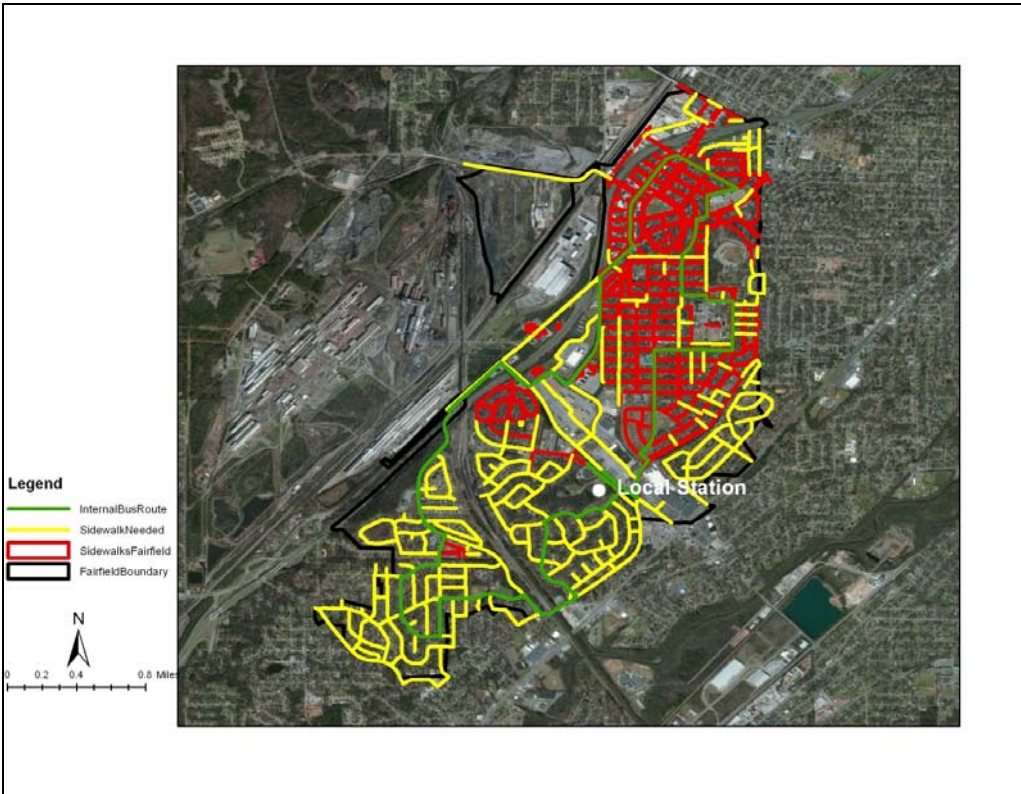 Local Station
Legend
InternalBusRoute
SidewalkNeeded
SidewalksFairfield
FairfieldBoundary
N
0 0.2 0.4 0.8 Miles